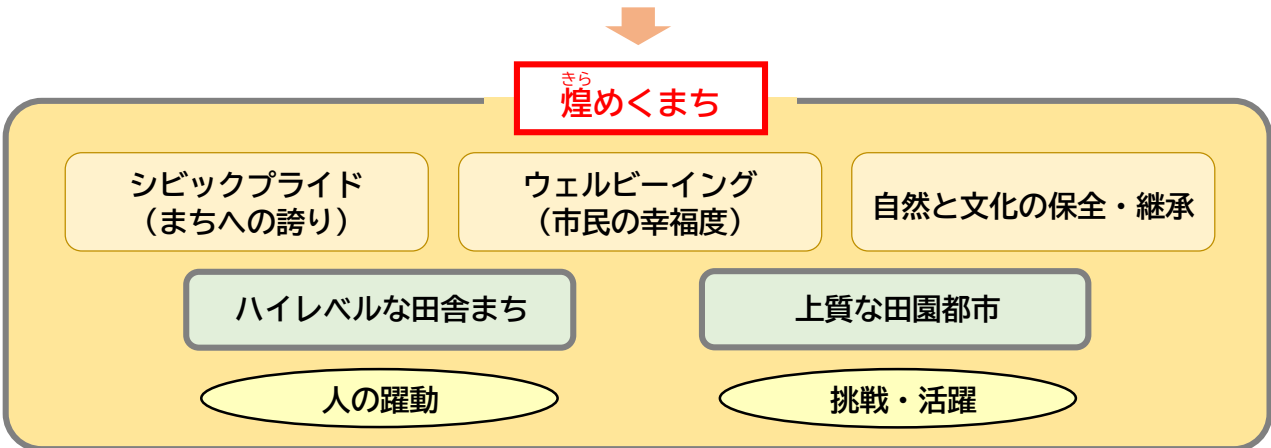 きら
煌めくまち
シビックプライド
（まちへの誇り）
ウェルビーイング
（市民の幸福度）
自然と文化の保全・継承
ハイレベルな田舎まち
上質な田園都市
人の躍動
挑戦・活躍